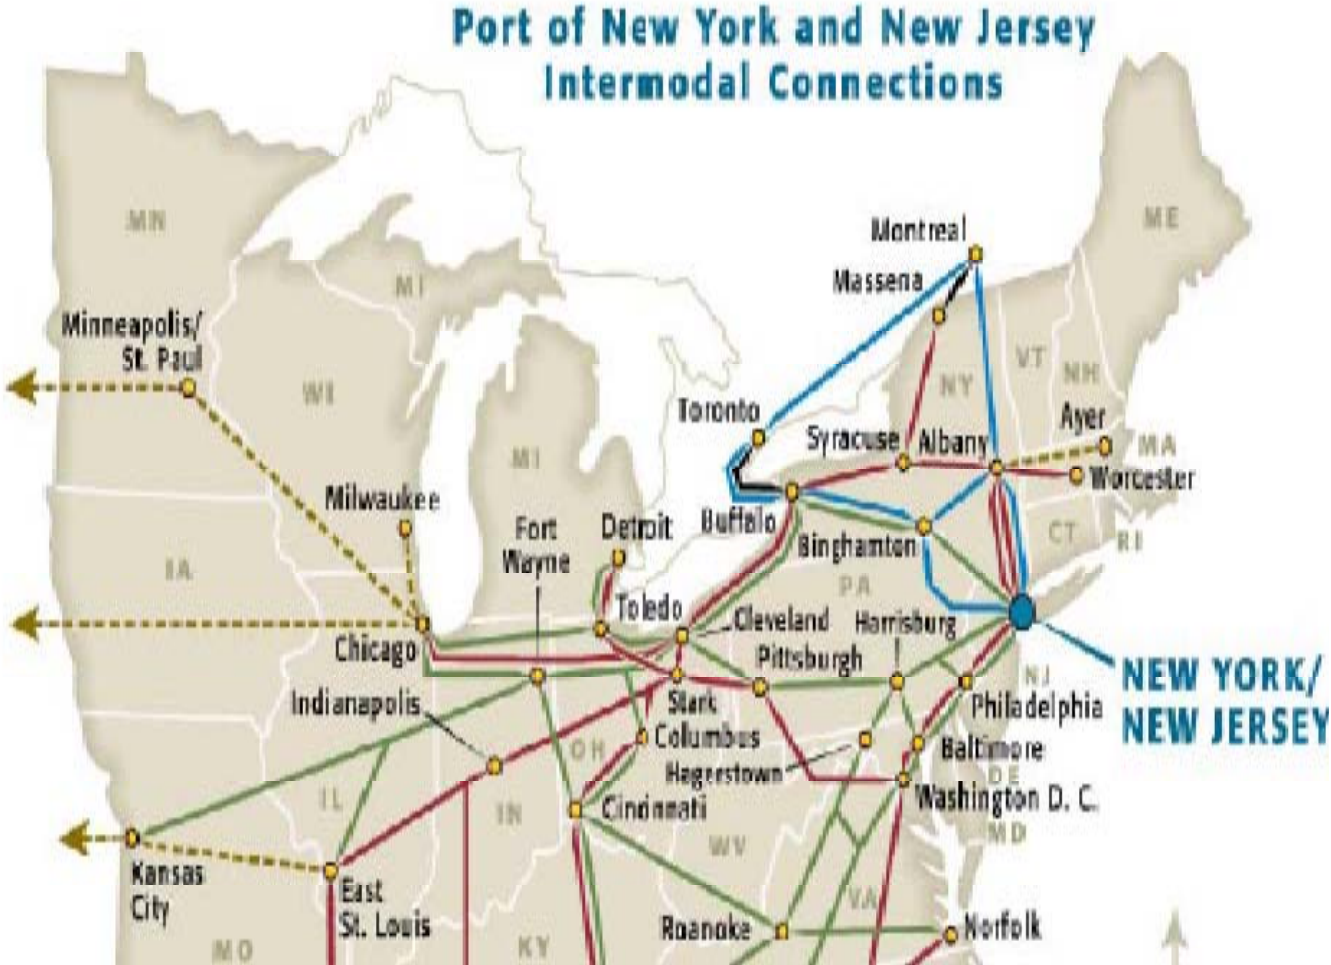 Port of New York and New Jersey
Intermodal Connections
MN
ME
Montreal
MI
Massena
Minneapolis/
St. Paul
VT
NH
NY
WI
Toronto
Ayer
Syracuse
Albany
MA
MI
Worcester
Milwaukee
Fort
Wayne
Detroit
Buffalo
Binghamton
CT
RI
IA
PA
Toledo
Cleveland
Harrisburg
Chicago
Pittsburgh
NEW YORK/
NEW JERSEY
NJ
Indianapolis
Stark
Philadelphia
OH
Columbus
Baltimore
Hagerstown
DE
Washington D. C.
IL
IN
Cincinnati
MD
WV
Kansas
City
East
St. Louis
VA
Roanoke
Norfolk
MO
KY